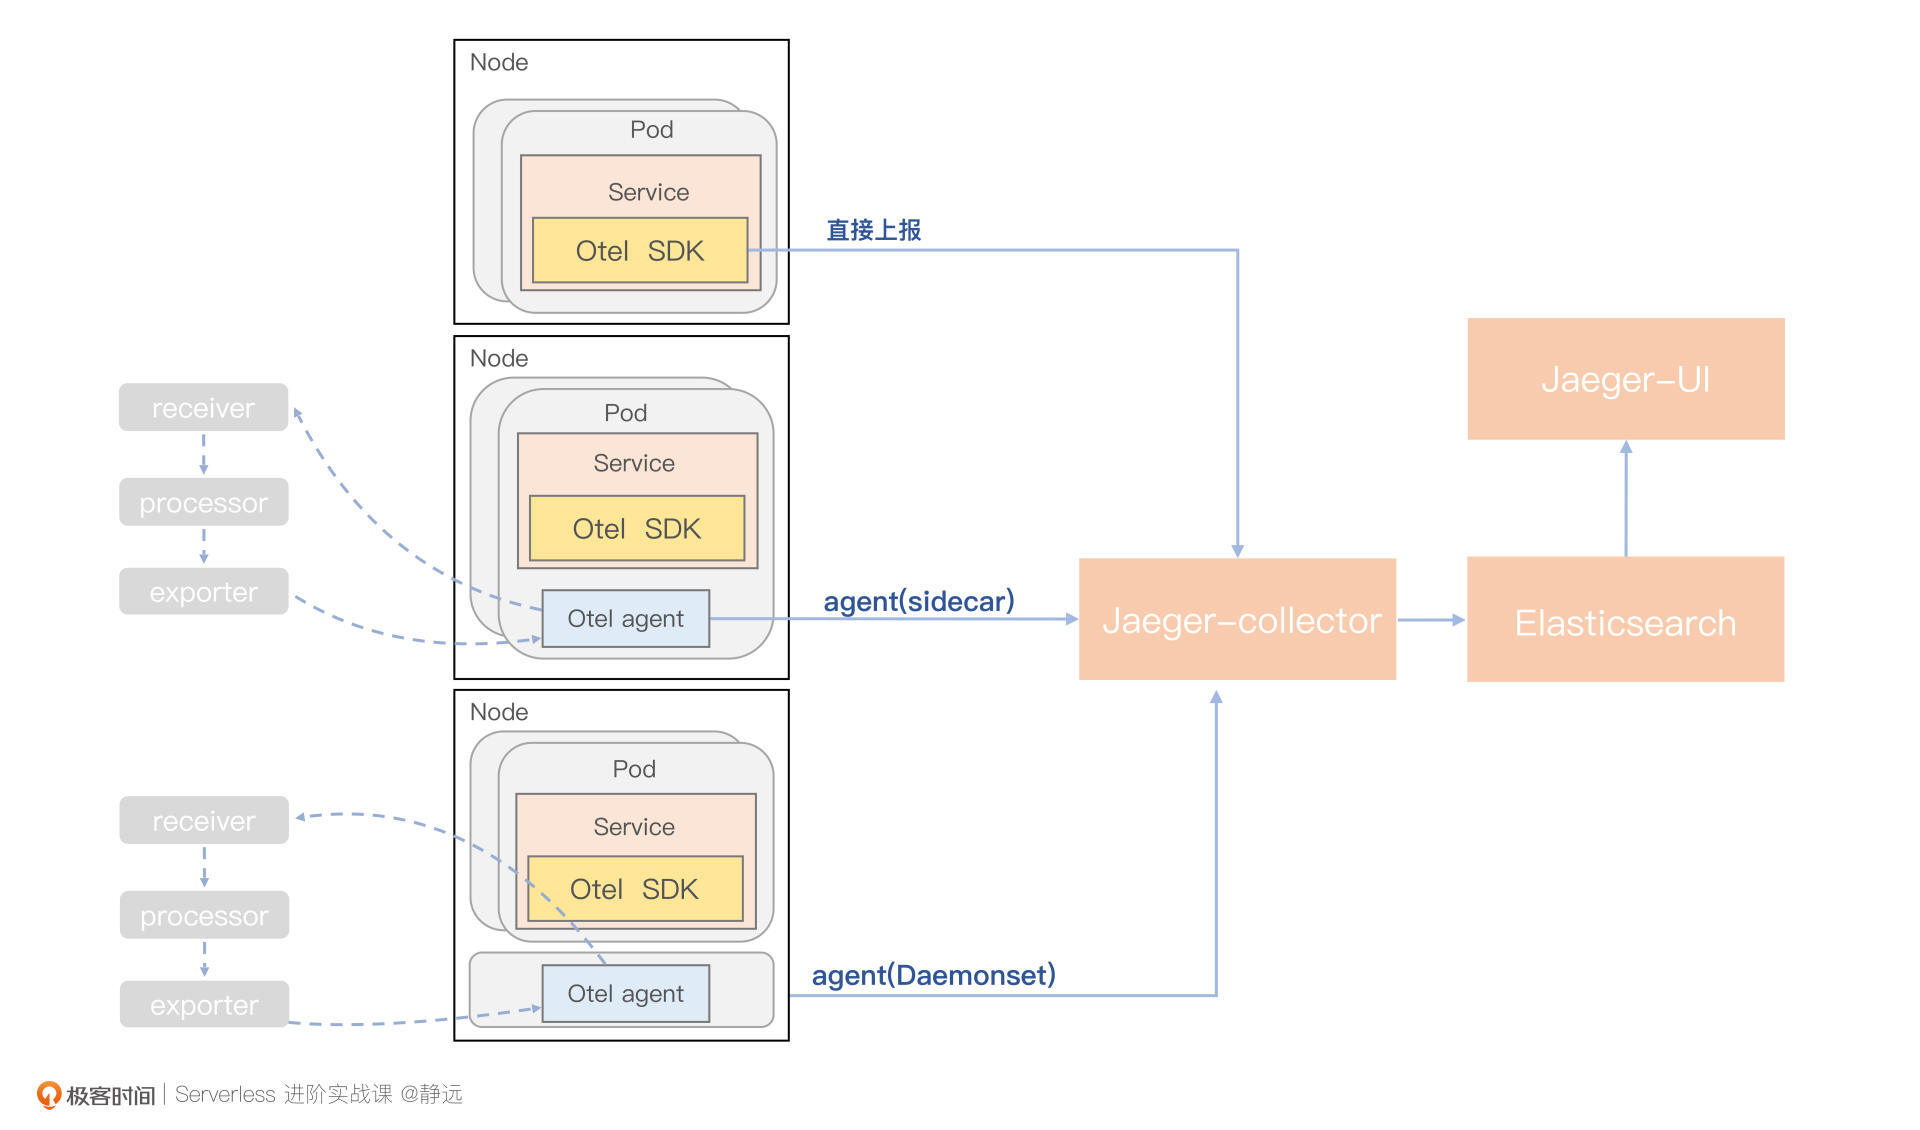 Node
Pod
Service
Otel SDK
直接上报
Node
Pod
Service
Otel SDK
Otel agent
receiver
processor
exporter
agent(sidecar)
Node
Pod
Service
Otel SDK
Otel agent
receiver
processor
exporter
agent(Daemonset)
Jaeger-collector
Elasticsearch
Jaeger-UI
极客时间 | Serverless 进阶实战课 @静远